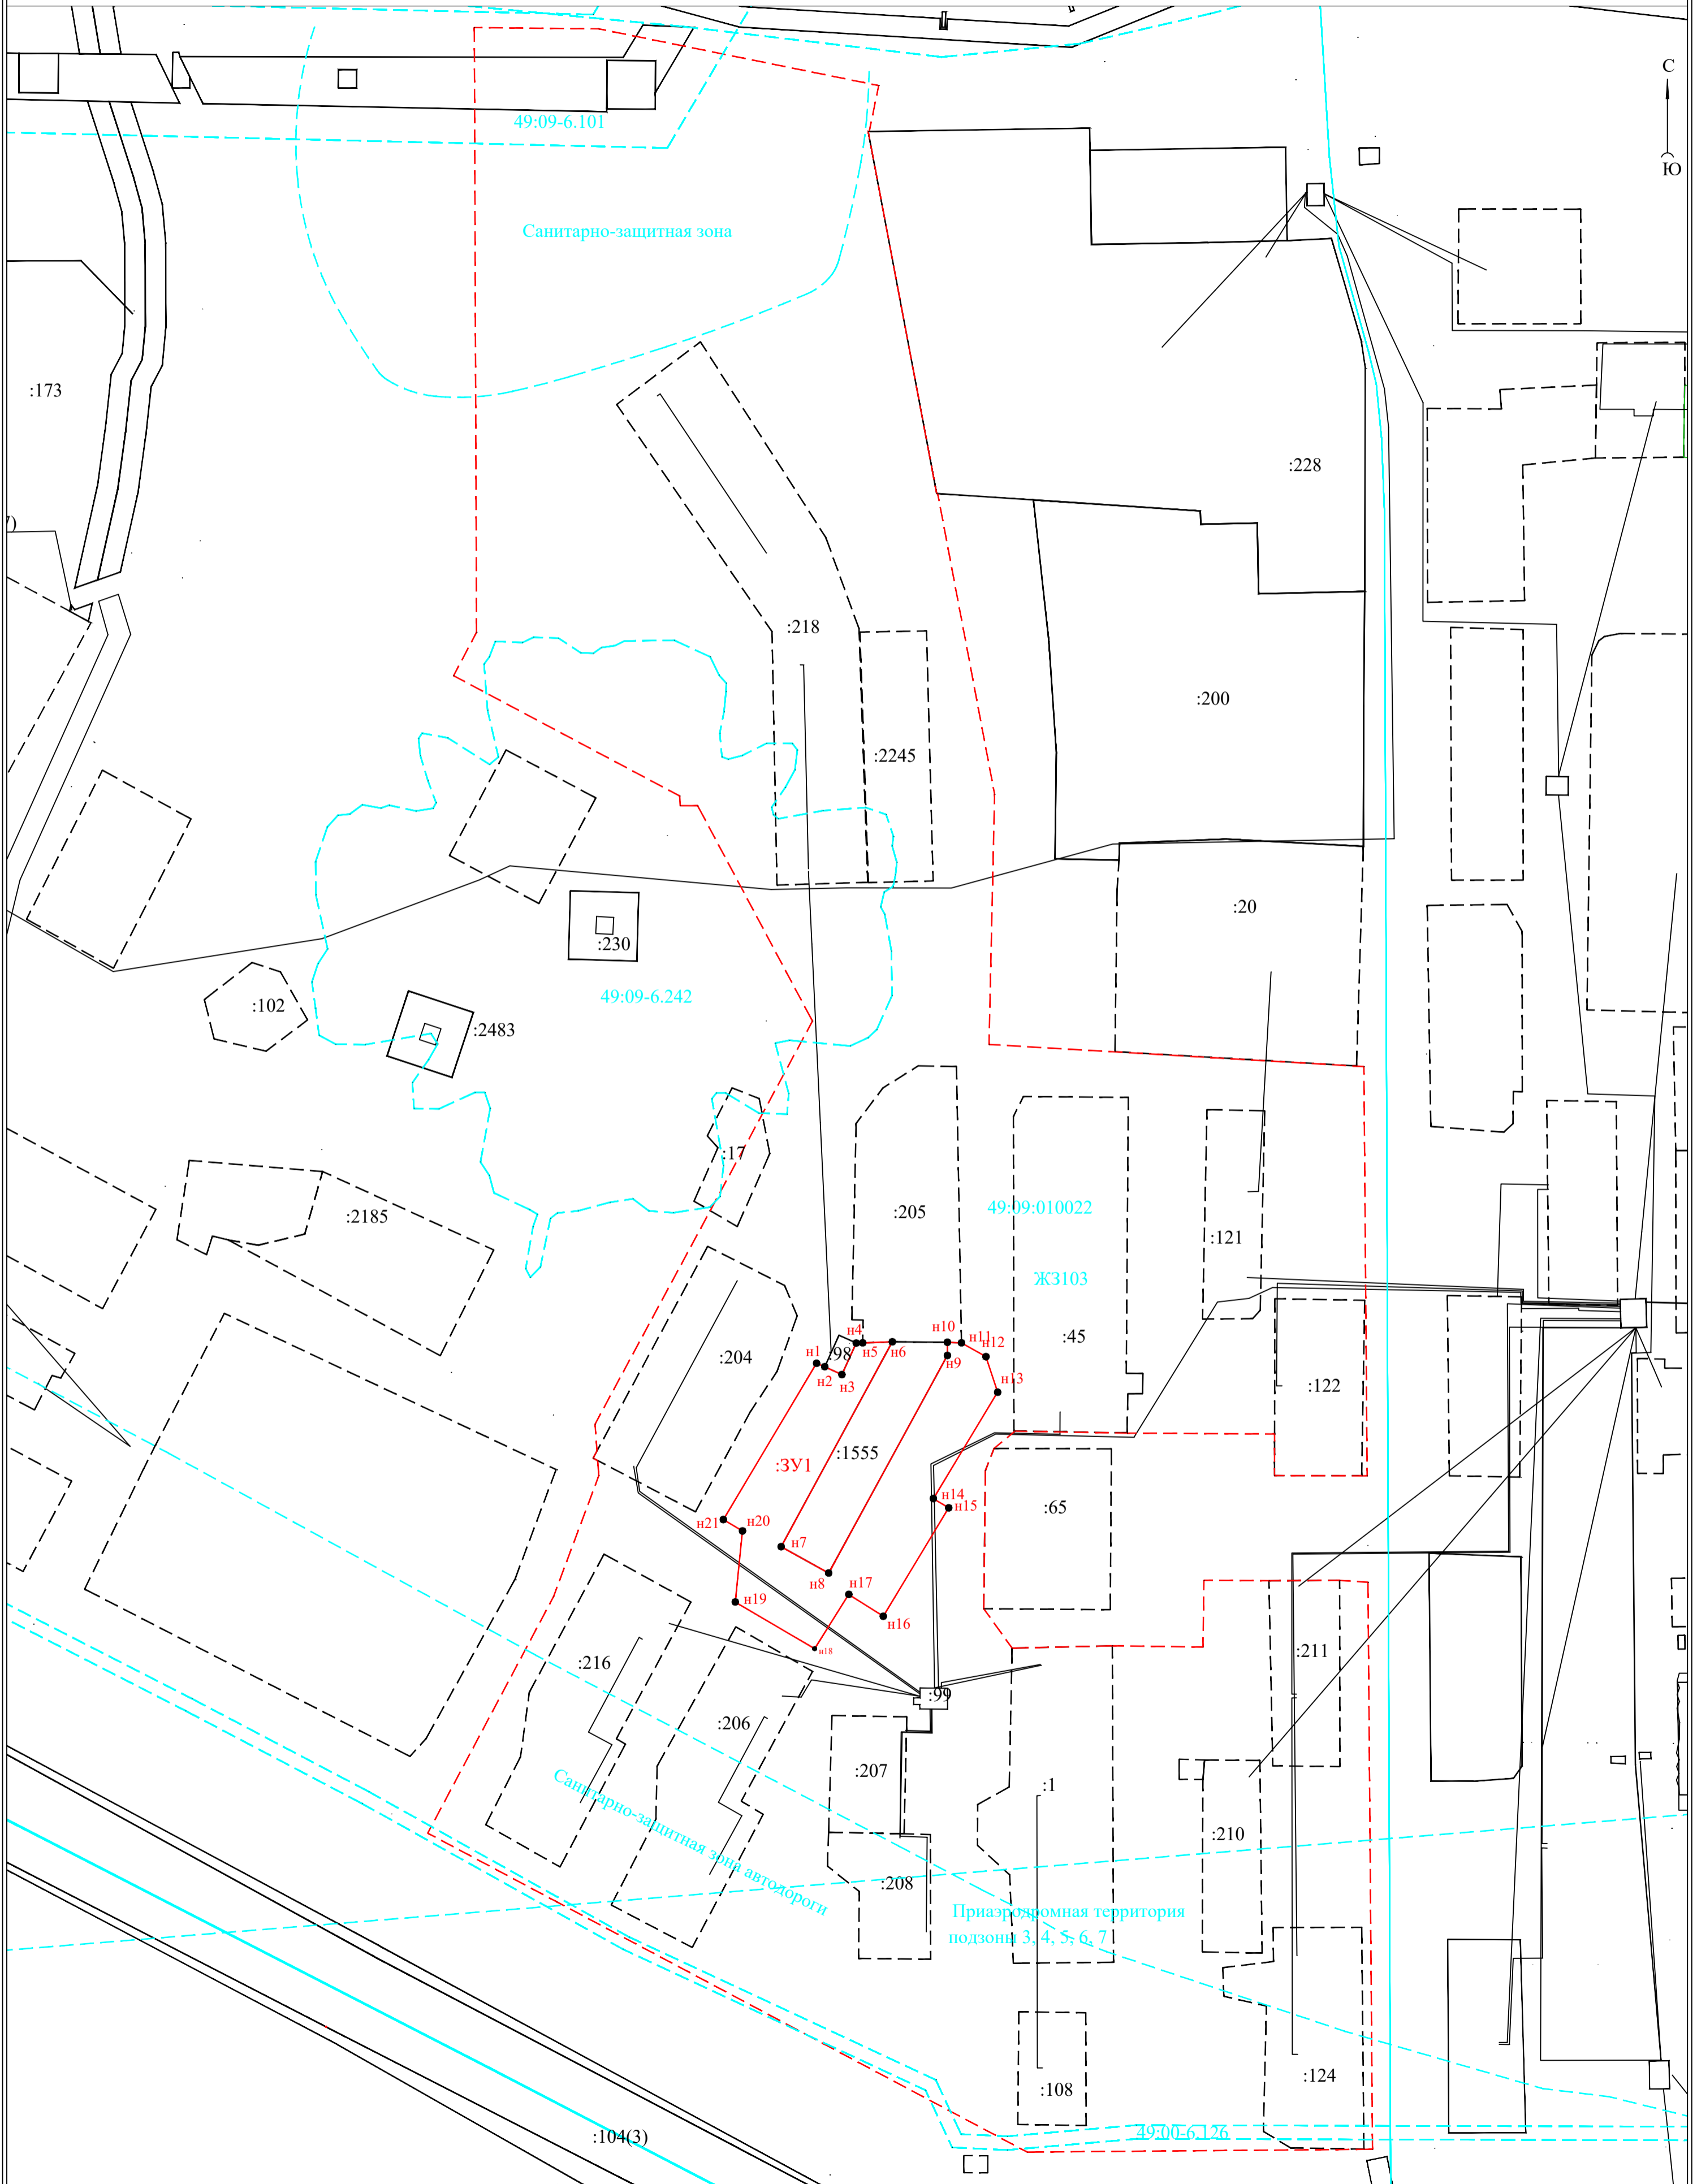 С
49:09-6.101
Ю
Санитарно-защитная зона
:173
:228
7)
:218
:200
:2245
:20
:230
49:09-6.242
:102
:2483
:17
:205
49:09:010022
:2185
:121
ЖЗ103
:45
н4
н10
н11
н12
н5
н6
:98
н9
:204
н1
н2
н3
н13
:122
:1555
:ЗУ1
н14
н15
:65
н21
н20
н7
н8
н17
н19
н16
н18
:216
:211
:99
:206
:207
:1
Санитарно-защитная зона автодороги
:210
:208
Приаэродромная территория
подзоны 3, 4, 5, 6, 7
:124
:108
49:00-6.126
:104(3)